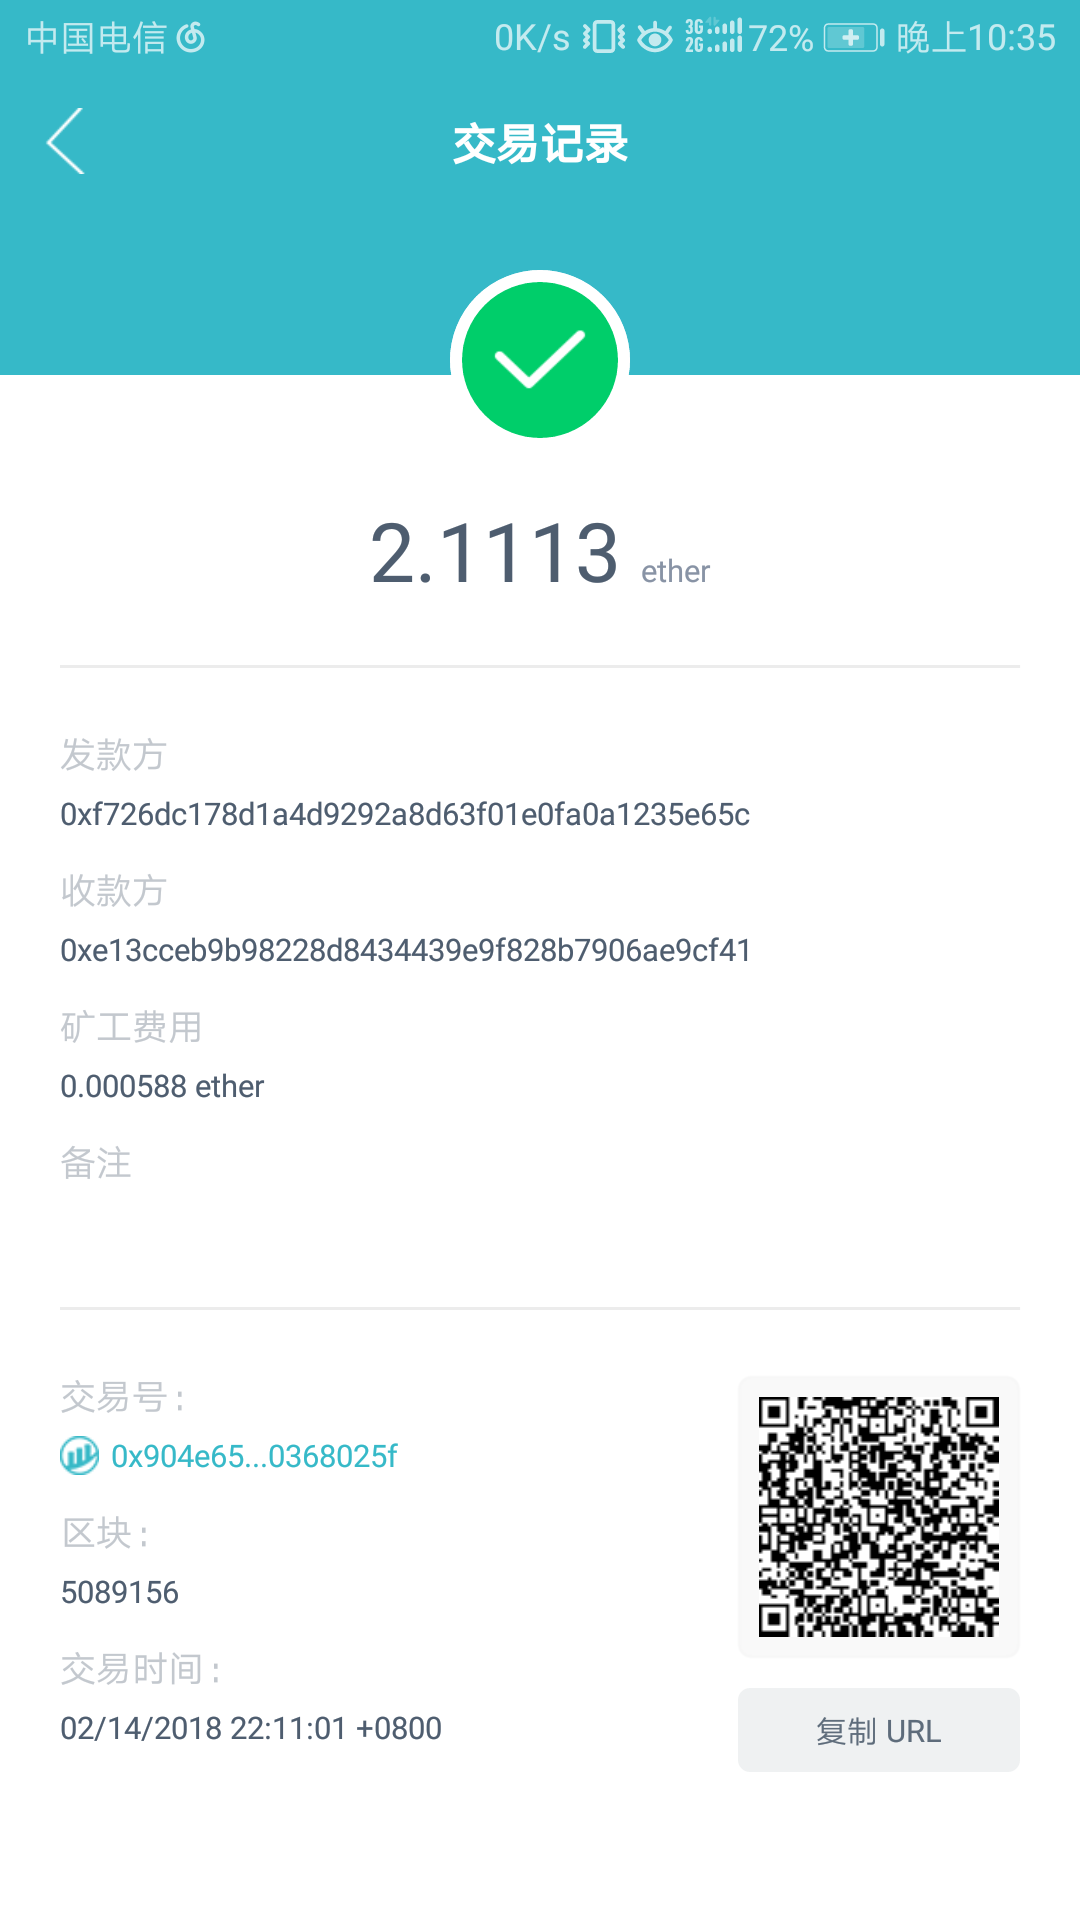 中国电信 0K/s 3G 2G 72% 晚上10:35
交易记录
2.1113 ether
发款方
0xf726dc178d1a4d9292a8d63f01e0fa0a1235e65c
收款方
0xe13cceb9b98228d8434439e9f828b7906ae9cf41
矿工费用
0.000588 ether
备注
交易号:
0x904e65...0368025f
区块:
5089156
交易时间:
02/14/2018 22:11:01 +0800
复制 URL